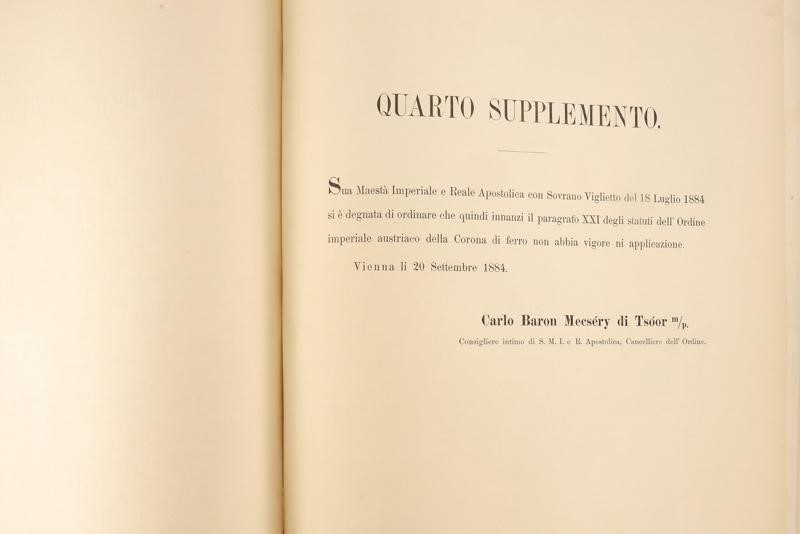 QUARTO SUPPLEMENTO.
Sua Maestà Imperiale e Reale Apostolica con Sovrano Viglietto del 18 Luglio 1884
si è degnata di ordinare che quindi innanzi il paragrafo XXI degli statuti dell' Ordine
imperiale austriaco della Corona di ferro non abbia vigore ni applicazione.
Vienna li 20 Settembre 1884.
Carlo Baron Mecséry di Tsóor m/p.
Consigliere intimo di S. M. I. e R. Apostolica, Cancelliere dell' Ordine.